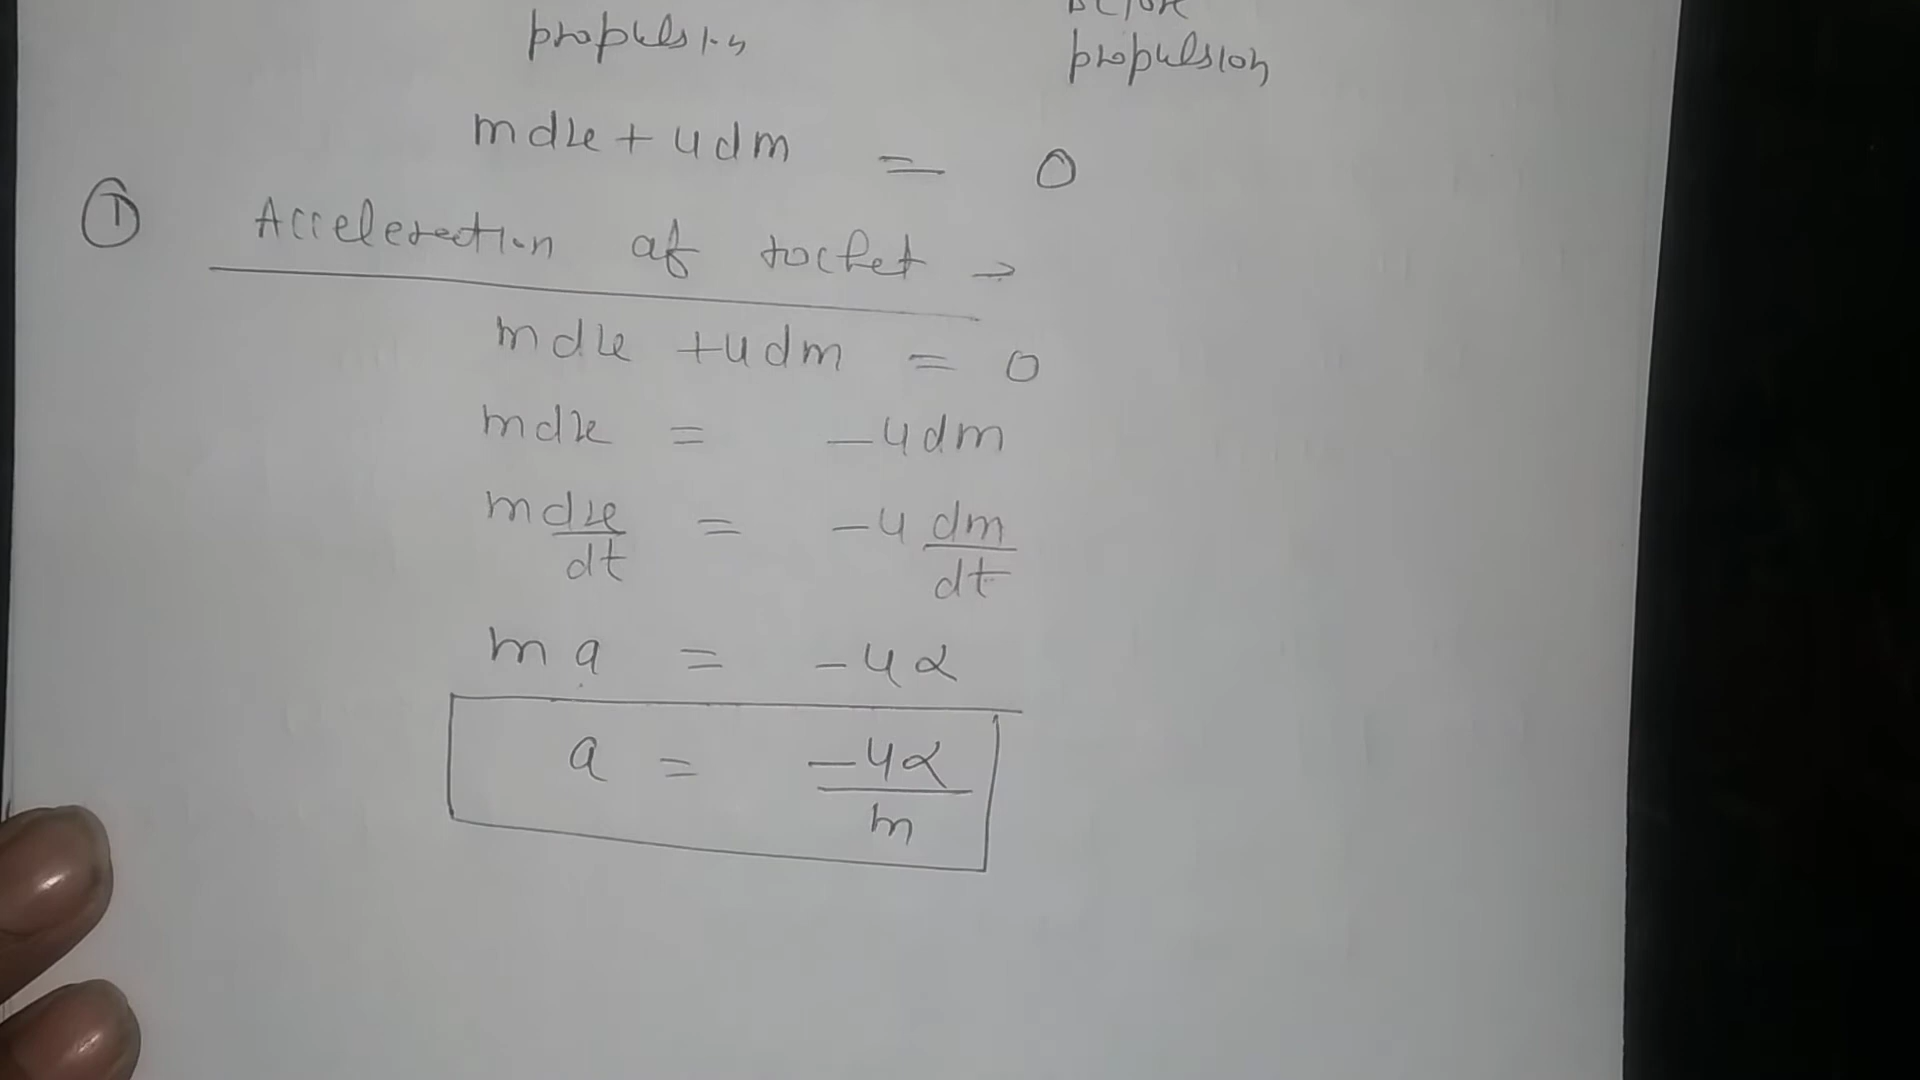 propulsion
propulsion
mdv + udm = 0
① Acceleration of rocket →
mdv + udm = 0
mdv = -udm
m dv/dt = -u dm/dt
ma = -uα
a = -uα/m